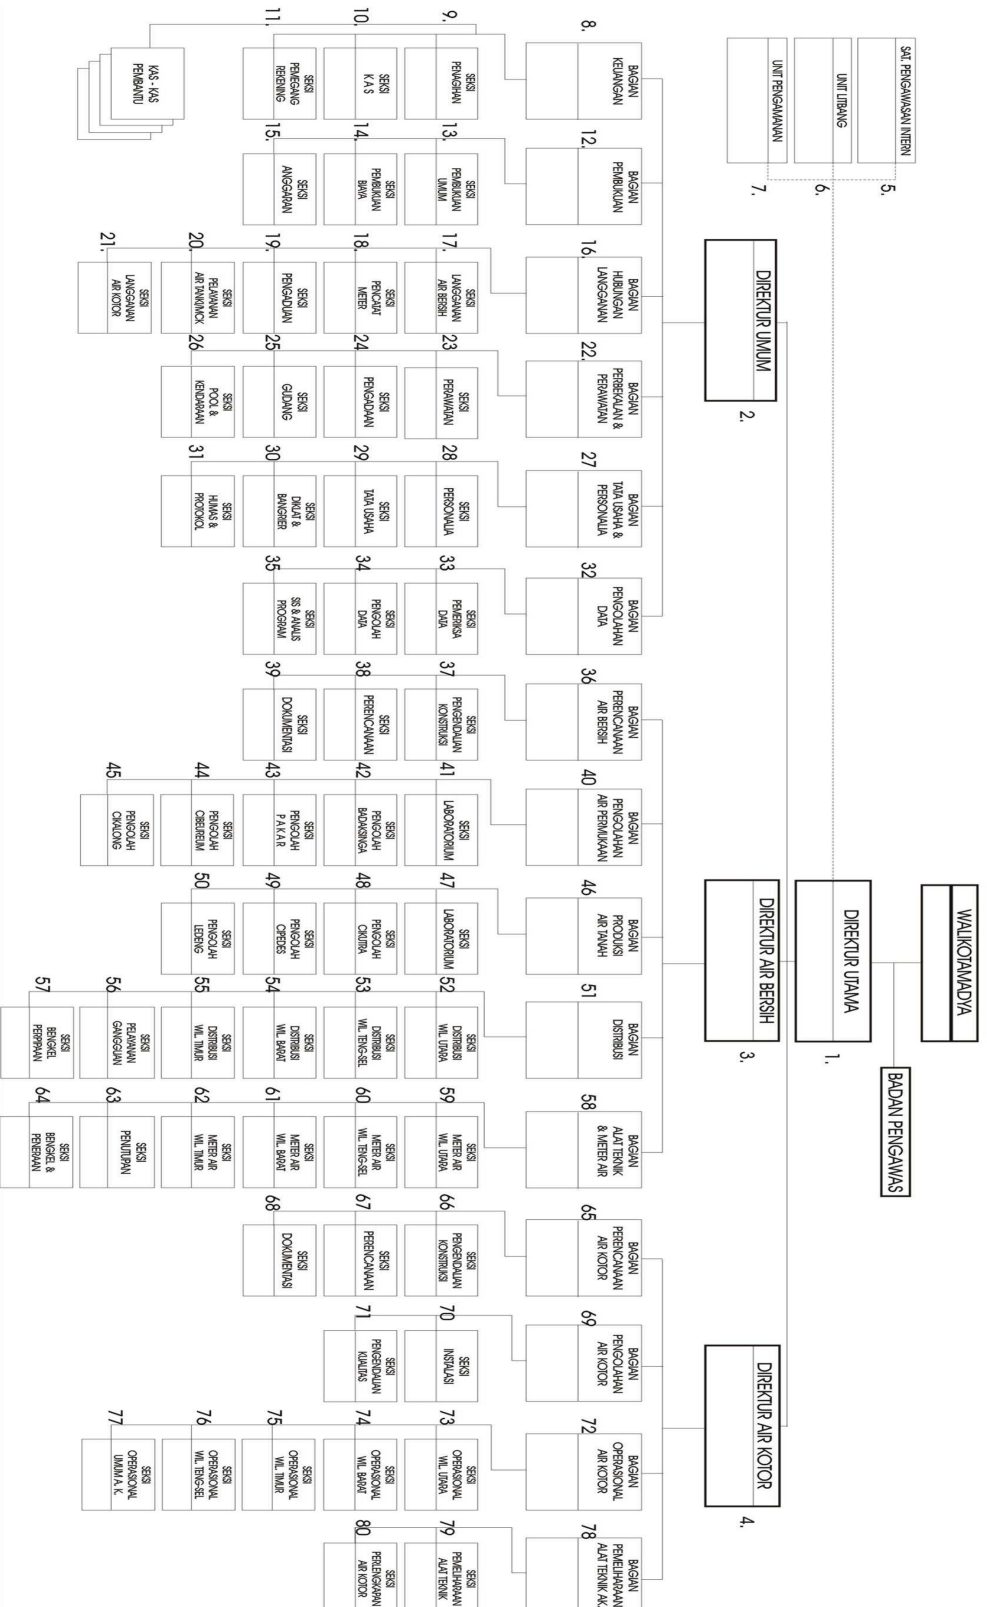 WALIKOTAMADYA
BADAN PENGAWAS
DIREKTUR UTAMA
1.
SAT. PENGAWASAN INTERN
5.
UNIT LITBANG
6.
UNIT PENGAMANAN
7.
DIREKTUR UMUM
2.
DIREKTUR AIR BERSIH
3.
DIREKTUR AIR KOTOR
4.
8.
BAGIAN
KEUANGAN
9.
SEKSI
PENAGIHAN
10.
SEKSI
K A S
11.
SEKSI
PEMEGANG
REKENING
KAS - KAS
PEMBANTU
12.
BAGIAN
PEMBUKUAN
13.
SEKSI
PEMBUKUAN
UMUM
14.
SEKSI
PEMBUKUAN
BIAYA
15.
SEKSI
ANGGARAN
16.
BAGIAN
HUBUNGAN
LANGGANAN
17.
SEKSI
LANGGANAN
AIR BERSIH
18.
SEKSI
PENCATAT
METER
19.
SEKSI
PENGADUAN
20.
SEKSI
PELAYANAN
AIR TANKI/MCK
21.
SEKSI
LANGGANAN
AIR KOTOR
22.
BAGIAN
PERBEKALAN &
PERAWATAN
23
SEKSI
PERAWATAN
24
SEKSI
PENGADAAN
25
SEKSI
GUDANG
26
SEKSI
POOL &
KENDARAAN
27
BAGIAN
TATA USAHA &
PERSONALIA
28
SEKSI
PERSONALIA
29
SEKSI
TATA USAHA
30
SEKSI
DIKLAT &
BANGRIER
31
SEKSI
HUMAS &
PROTOKOL
32
BAGIAN
PENGOLAHAN
DATA
33
SEKSI
PEMERIKSA
DATA
34
SEKSI
PENGOLAH
DATA
35
SEKSI
SIS & ANALIS
PROGRAM
36
BAGIAN
PERENCANAAN
AIR BERSIH
37
SEKSI
PENGENDALIAN
KONSTRUKSI
38
SEKSI
PERENCANAAN
39
SEKSI
DOKUMENTASI
40
BAGIAN
PENGOLAHAN
AIR PERMUKAAN
41
SEKSI
LABORATORIUM
42
SEKSI
PENGOLAH
BADAKSINGA
43
SEKSI
PENGOLAH
P A K A R
44
SEKSI
PENGOLAH
CIBEUREUM
45
SEKSI
PENGOLAH
CIKALONG
46
BAGIAN
PRODUKSI
AIR TANAH
47
SEKSI
LABORATORIUM
48
SEKSI
PENGOLAH
CIKUTRA
49
SEKSI
PENGOLAH
CIPEDES
50
SEKSI
PENGOLAH
LEDENG
51
BAGIAN
DISTRIBUSI
52
SEKSI
DISTRIBUSI
WIL. UTARA
53
SEKSI
DISTRIBUSI
WIL. TENG-SEL
54
SEKSI
DISTRIBUSI
WIL. BARAT
55
SEKSI
DISTRIBUSI
WIL. TIMUR
56
SEKSI
PELAYANAN
GANGGUAN
57
SEKSI
BENGKEL
PERPIPAAN
58
BAGIAN
ALAT TEKNIK
& METER AIR
59
SEKSI
METER AIR
WIL. UTARA
60
SEKSI
METER AIR
WIL. TENG-SEL
61
SEKSI
METER AIR
WIL. BARAT
62
SEKSI
METER AIR
WIL. TIMUR
63
SEKSI
PENUTUPAN
64
SEKSI
BENGKEL &
PENERAAN
65
BAGIAN
PERENCANAAN
AIR KOTOR
66
SEKSI
PENGENDALIAN
KONSTRUKSI
67
SEKSI
PERENCANAAN
68
SEKSI
DOKUMENTASI
69
BAGIAN
PENGOLAHAN
AIR KOTOR
70
SEKSI
INSTALASI
71
SEKSI
PENGENDALIAN
KUALITAS
72
BAGIAN
OPERASIONAL
AIR KOTOR
73
SEKSI
OPERASIONAL
WIL. UTARA
74
SEKSI
OPERASIONAL
WIL. BARAT
75
SEKSI
OPERASIONAL
WIL. TIMUR
76
SEKSI
OPERASIONAL
WIL. TENG-SEL
77
SEKSI
OPERASIONAL
UMUM A. K.
78
BAGIAN
PEMELIHARAAN
ALAT TEKNIK AK.
79
SEKSI
PEMELIHARAAN
ALAT TEKNIK
80
SEKSI
PERLENGKAPAN
AIR KOTOR